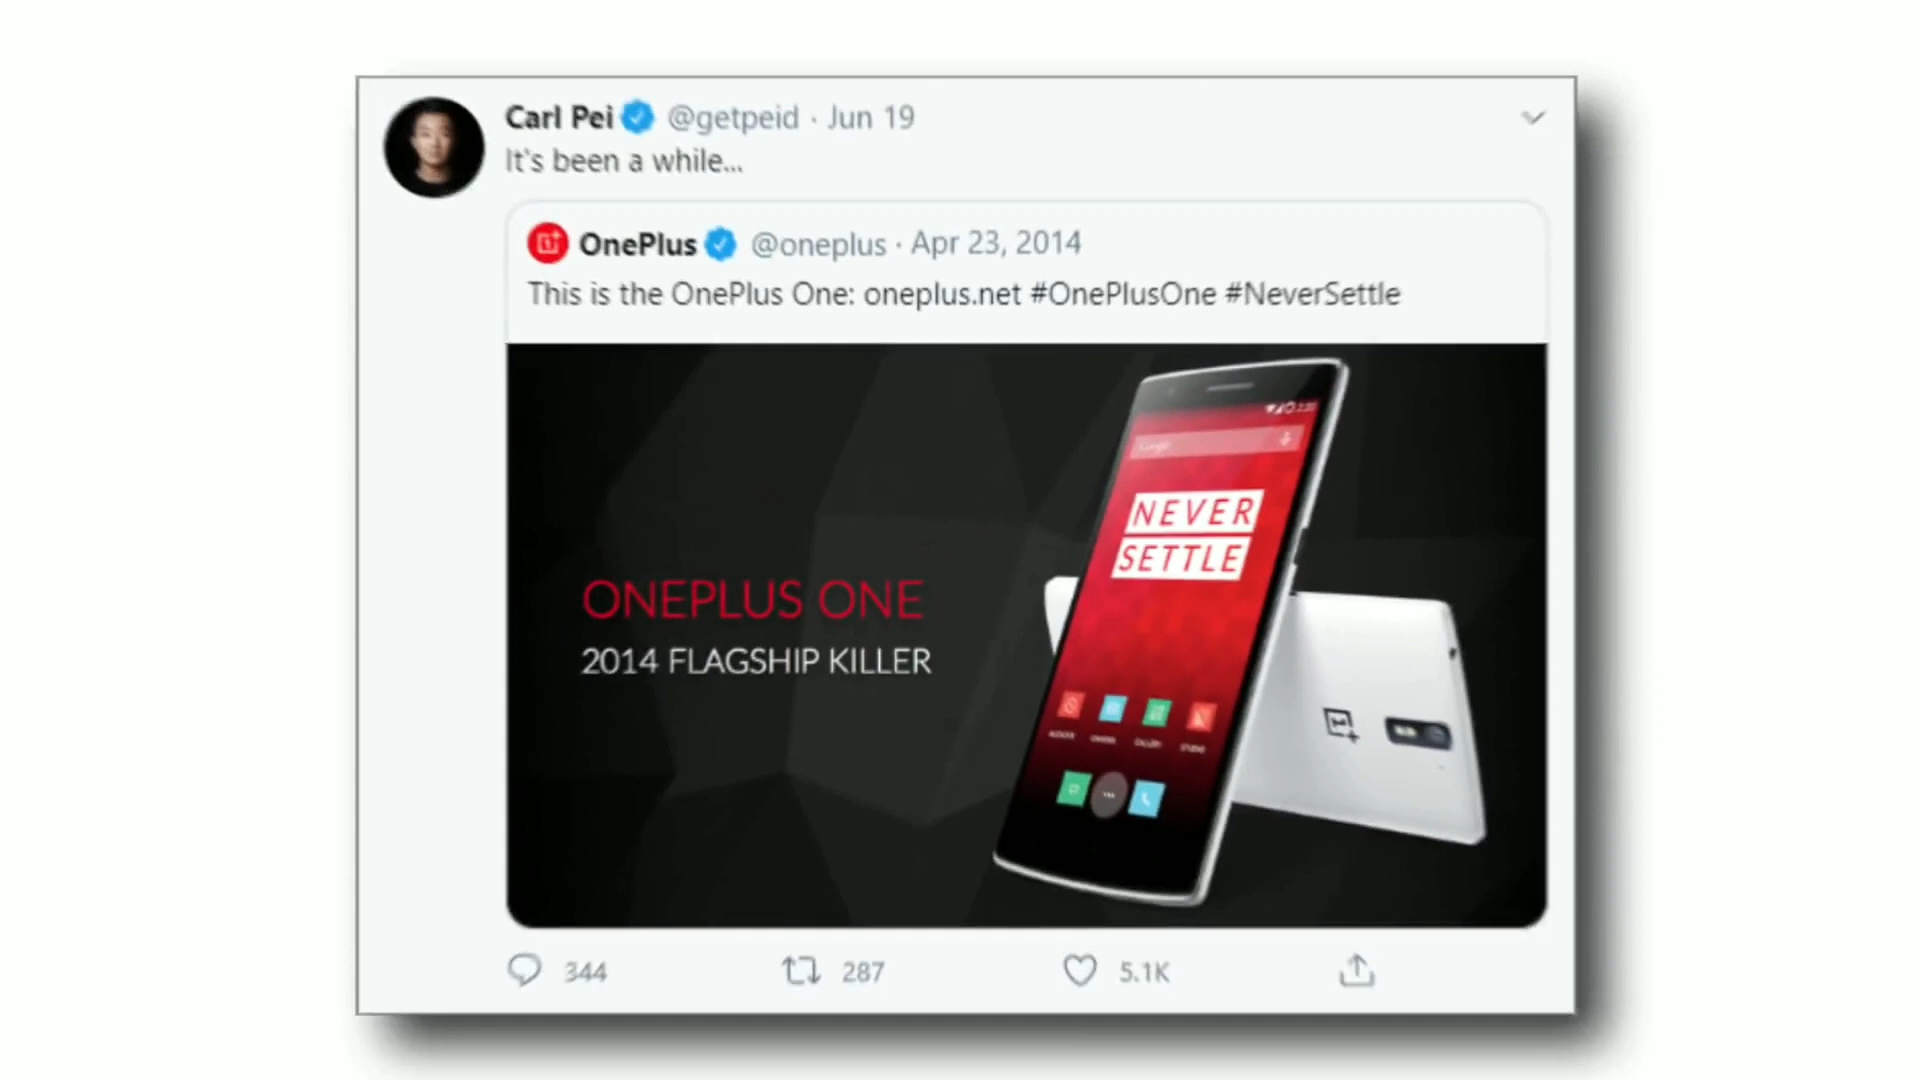 Carl Pei @getpeid · Jun 19
It's been a while...
OnePlus @oneplus · Apr 23, 2014
This is the OnePlus One: oneplus.net #OnePlusOne #NeverSettle
Google
NEVER
SETTLE
ONEPLUS ONE
2014 FLAGSHIP KILLER
344 287 5.1K